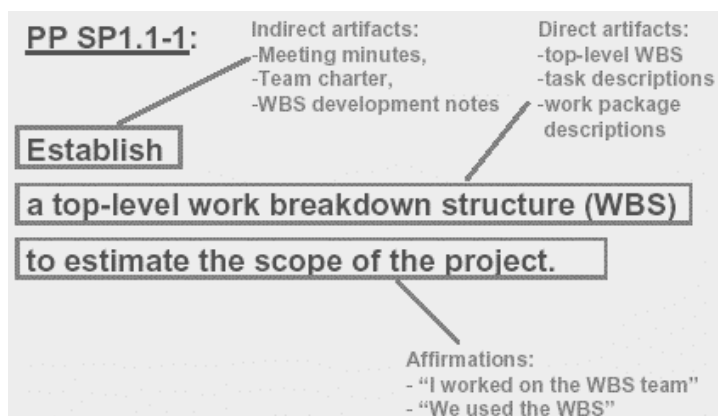 PP SP1.1-1:
Indirect artifacts:
-Meeting minutes,
-Team charter,
-WBS development notes
Direct artifacts:
-top-level WBS
-task descriptions
-work package
descriptions
Establish
a top-level work breakdown structure (WBS)
to estimate the scope of the project.
Affirmations:
- “I worked on the WBS team”
- “We used the WBS”